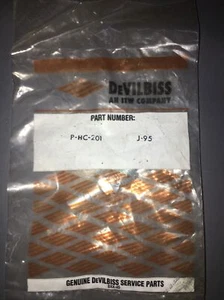 DeVILBISS
AN ITW COMPANY
PART NUMBER:
P-HC-201 J-95
GENUINE DeVILBISS SERVICE PARTS